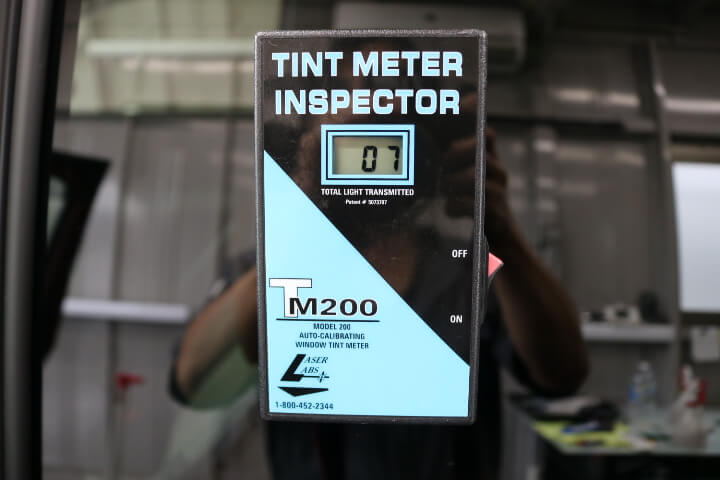 TINT METER
INSPECTOR
07
TOTAL LIGHT TRANSMITTED
Patent # 5073707
OFF
ON
TM200
MODEL 200
AUTO-CALIBRATING
WINDOW TINT METER
LASER
LABS
1-800-452-2344